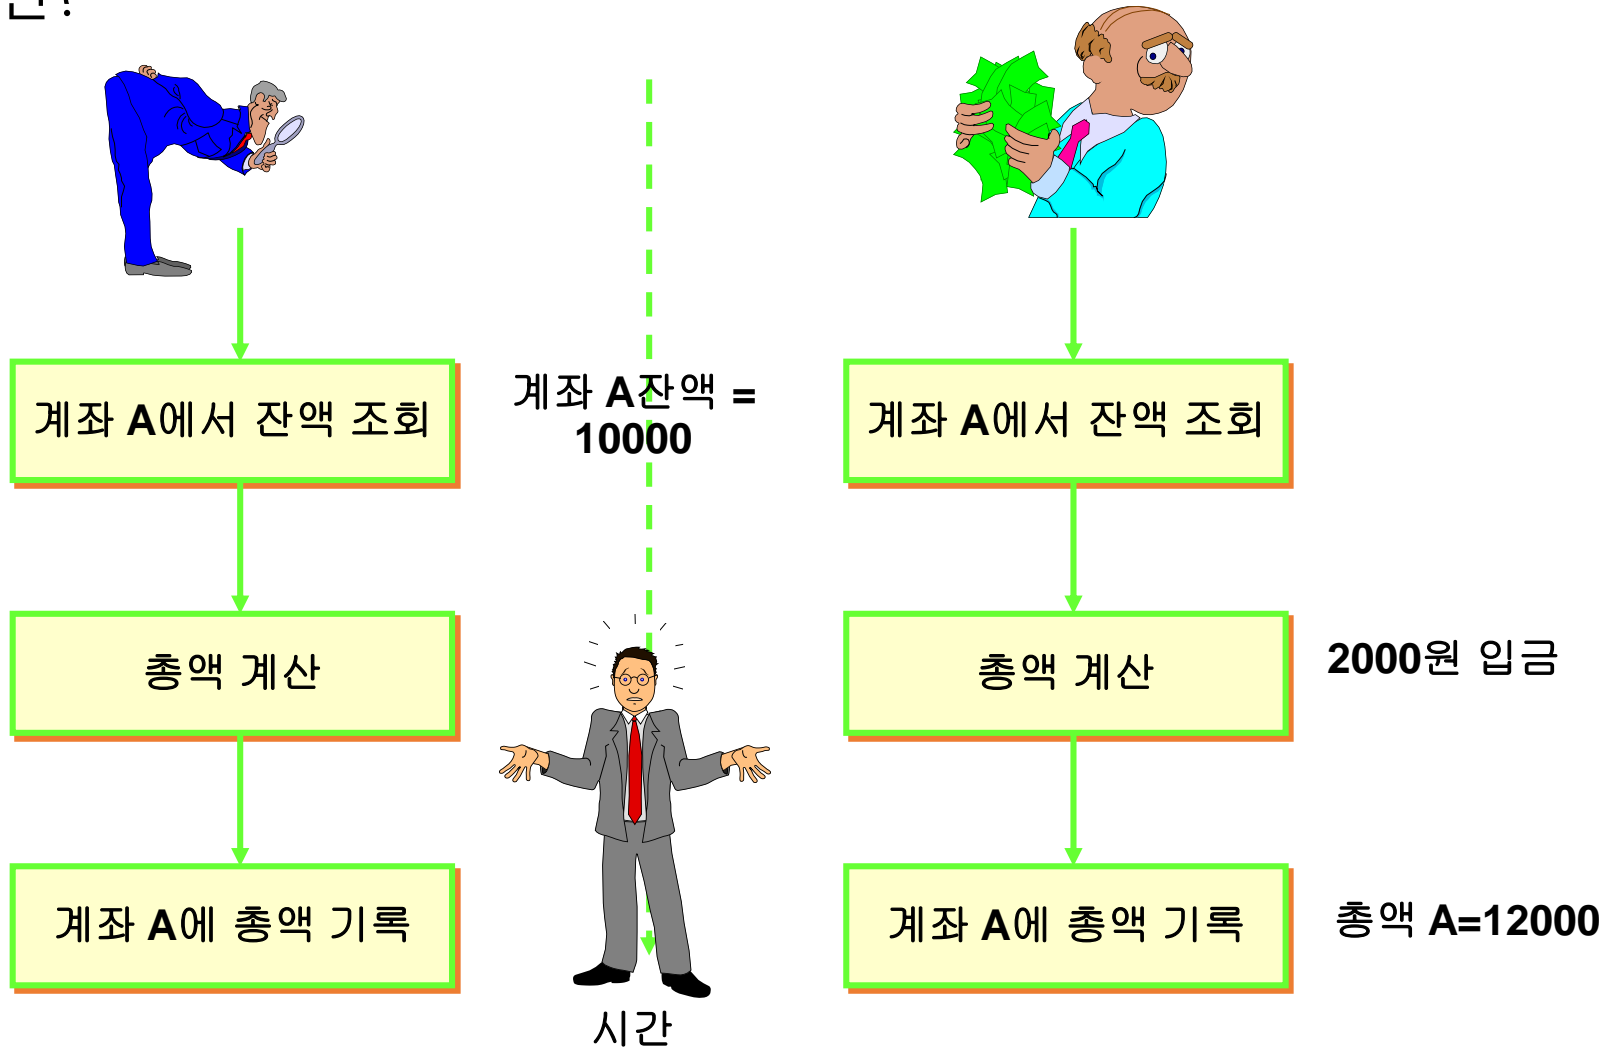 계좌 A에서 잔액 조회
계좌 A잔액 =
10000
계좌 A에서 잔액 조회
총액 계산
총액 계산
2000원 입금
계좌 A에 총액 기록
계좌 A에 총액 기록
총액 A=12000
시간